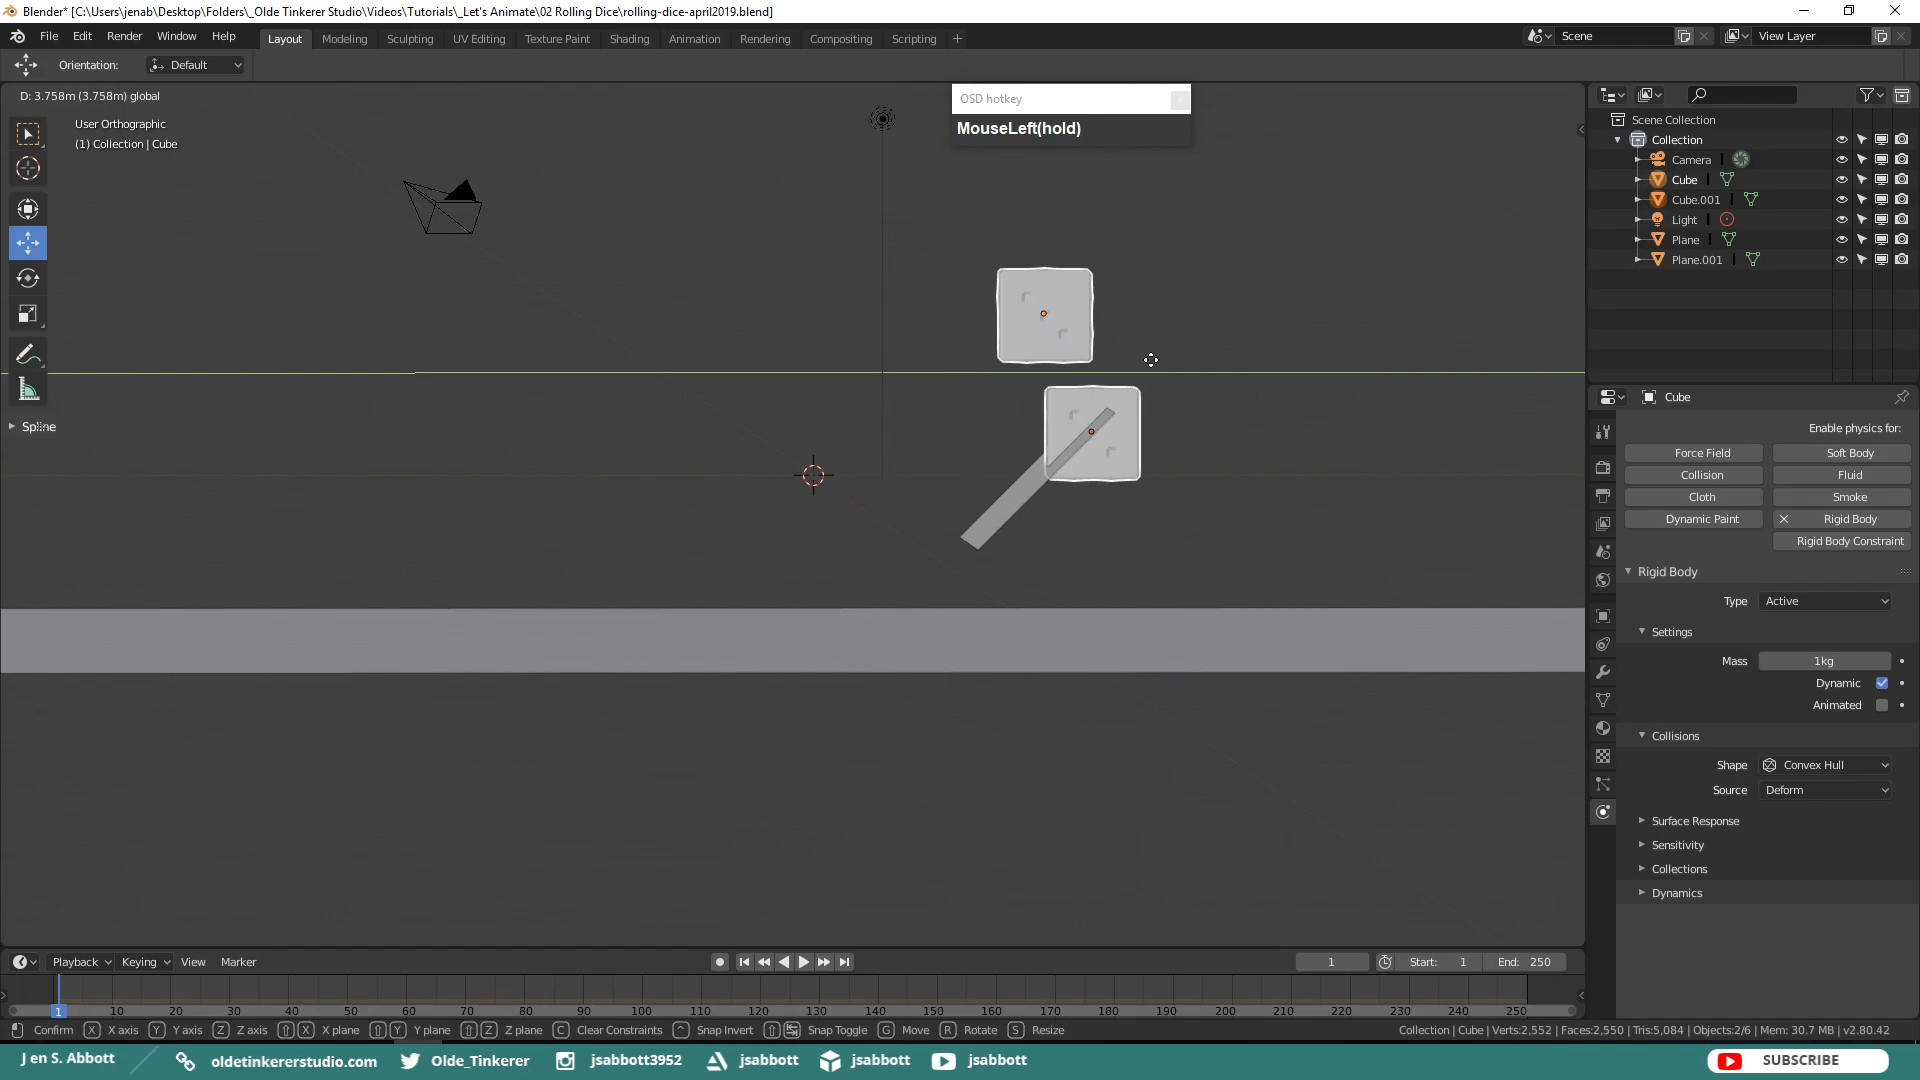 Blender* [C:\Users\jenab\Desktop\Folders\_Olde Tinkerer Studio\Videos\Tutorials\_Let's Animate\02 Rolling Dice\rolling-dice-april2019.blend]
File Edit Render Window Help Layout Modeling Sculpting UV Editing Texture Paint Shading Animation Rendering Compositing Scripting + Scene View Layer
Orientation: Default
D: 3.758m (3.758m) global
User Orthographic
(1) Collection | Cube
OSD hotkey
MouseLeft(hold)
Spline
Scene Collection
Collection
Camera
Cube
Cube.001
Light
Plane
Plane.001
Cube
Enable physics for:
Force Field Soft Body
Collision Fluid
Cloth Smoke
Dynamic Paint Rigid Body
Rigid Body Constraint
Rigid Body
Type Active
Settings
Mass 1kg
Dynamic
Animated
Collisions
Shape Convex Hull
Source Deform
Surface Response
Sensitivity
Collections
Dynamics
Playback Keying View Marker 1 Start: 1 End: 250
1 10 20 30 40 50 60 70 80 90 100 110 120 130 140 150 160 170 180 190 200 210 220 230 240 250
Confirm X X axis Y Y axis Z Z axis X X plane Y Y plane Z Z plane C Clear Constraints ^ Snap Invert Snap Toggle G Move R Rotate S Resize Collection | Cube | Verts:2,552 | Faces:2,550 | Tris:5,084 | Objects:2/6 | Mem: 30.7 MB | v2.80.42
J en S. Abbott oldetinkererstudio.com Olde_Tinkerer jsabbott3952 jsabbott jsabbott jsabbott SUBSCRIBE